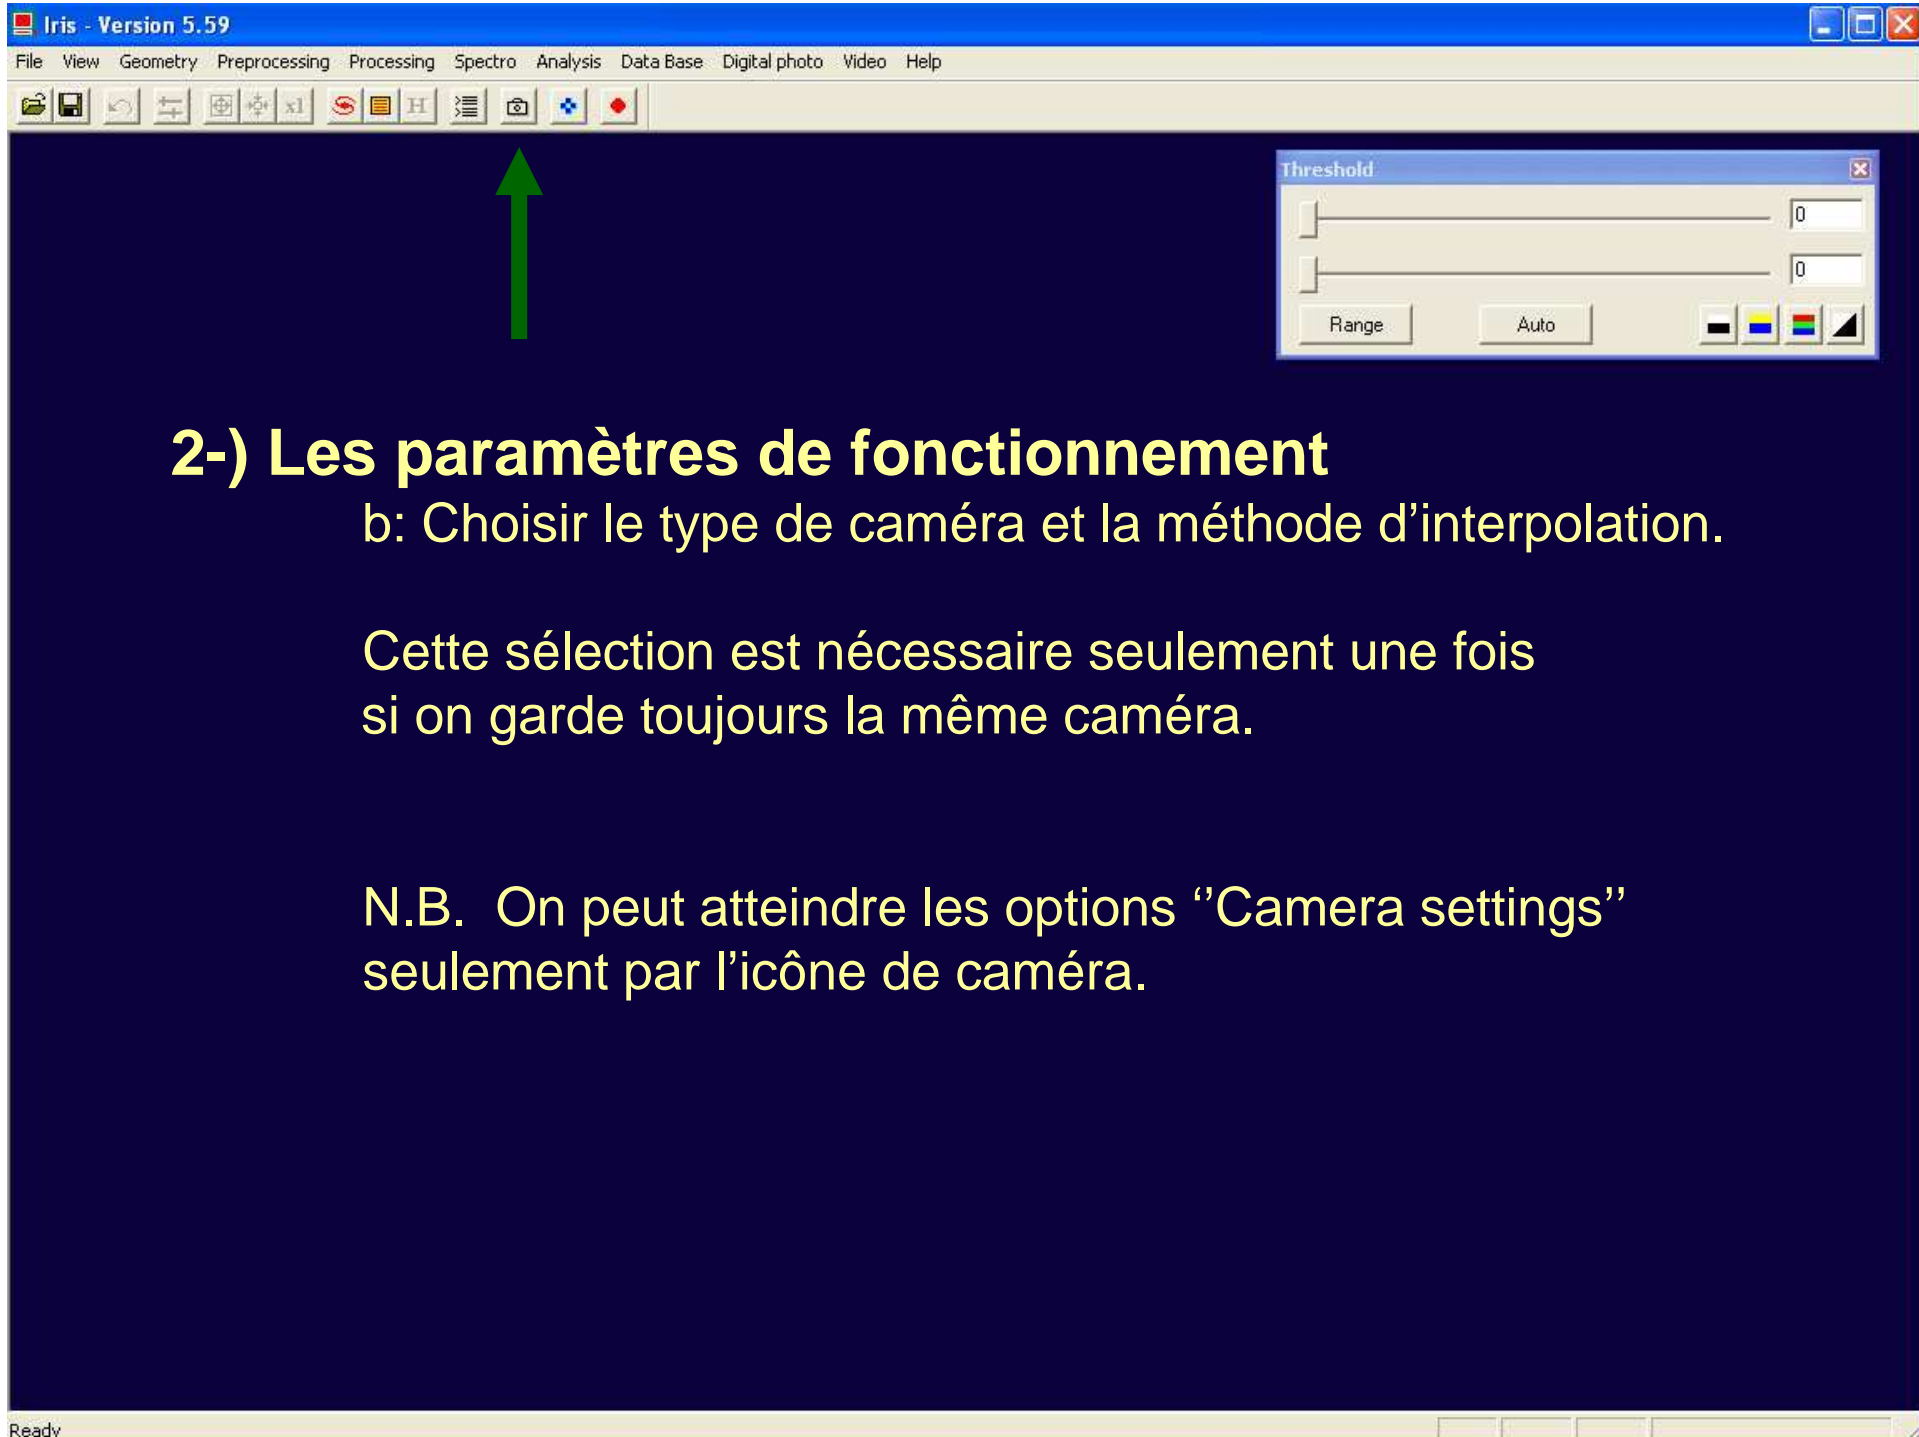 Iris - Version 5.59
File View Geometry Preprocessing Processing Spectro Analysis Data Base Digital photo Video Help
x1 H
Threshold
0
0
Range Auto
2-) Les paramètres de fonctionnement
b: Choisir le type de caméra et la méthode d’interpolation.
Cette sélection est nécessaire seulement une fois
si on garde toujours la même caméra.
N.B. On peut atteindre les options ‘’Camera settings’’
seulement par l’icône de caméra.
Ready